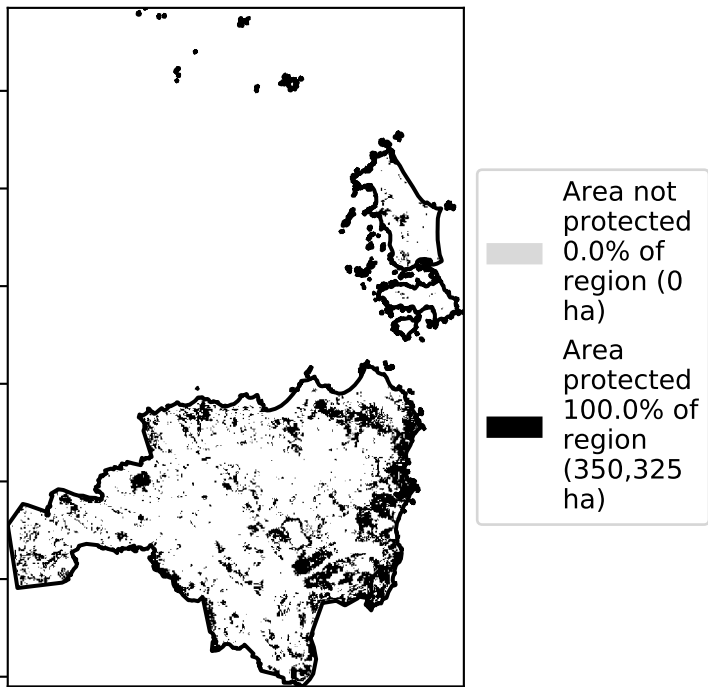 Area not
protected
0.0% of
region (0
ha)
Area
protected
100.0% of
region
(350,325
ha)